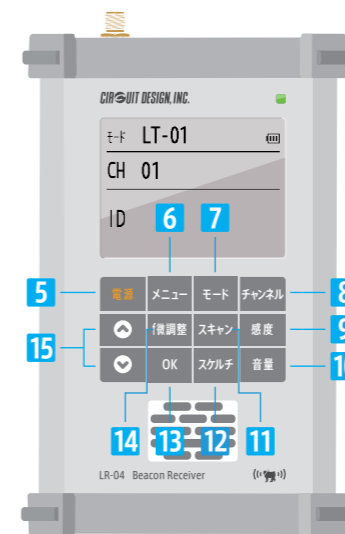 CIRCUIT DESIGN, INC.
モード LT-01
CH 01
ID
6 7
5 電源 メニュー モード チャンネル 8
15 f微調整 スキャン 感度 9
OK スケルチ 音量 10
14 13 12 11
LR-04 Beacon Receiver